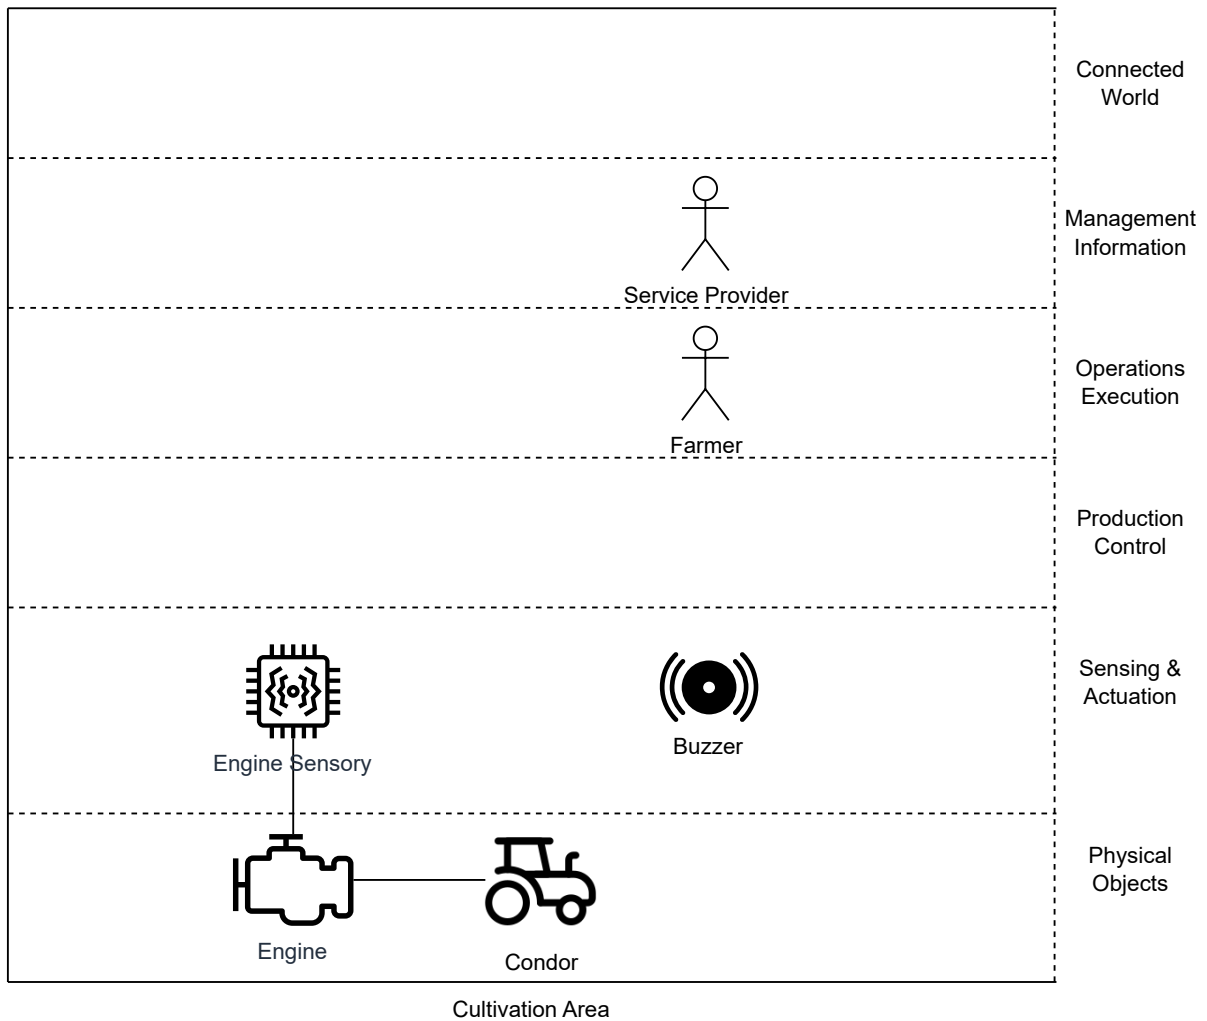 Connected
World
Management
Information
Service Provider
Operations
Execution
Farmer
Production
Control
Sensing &
Actuation
Engine Sensory
Buzzer
Physical
Objects
Engine
Condor
Cultivation Area